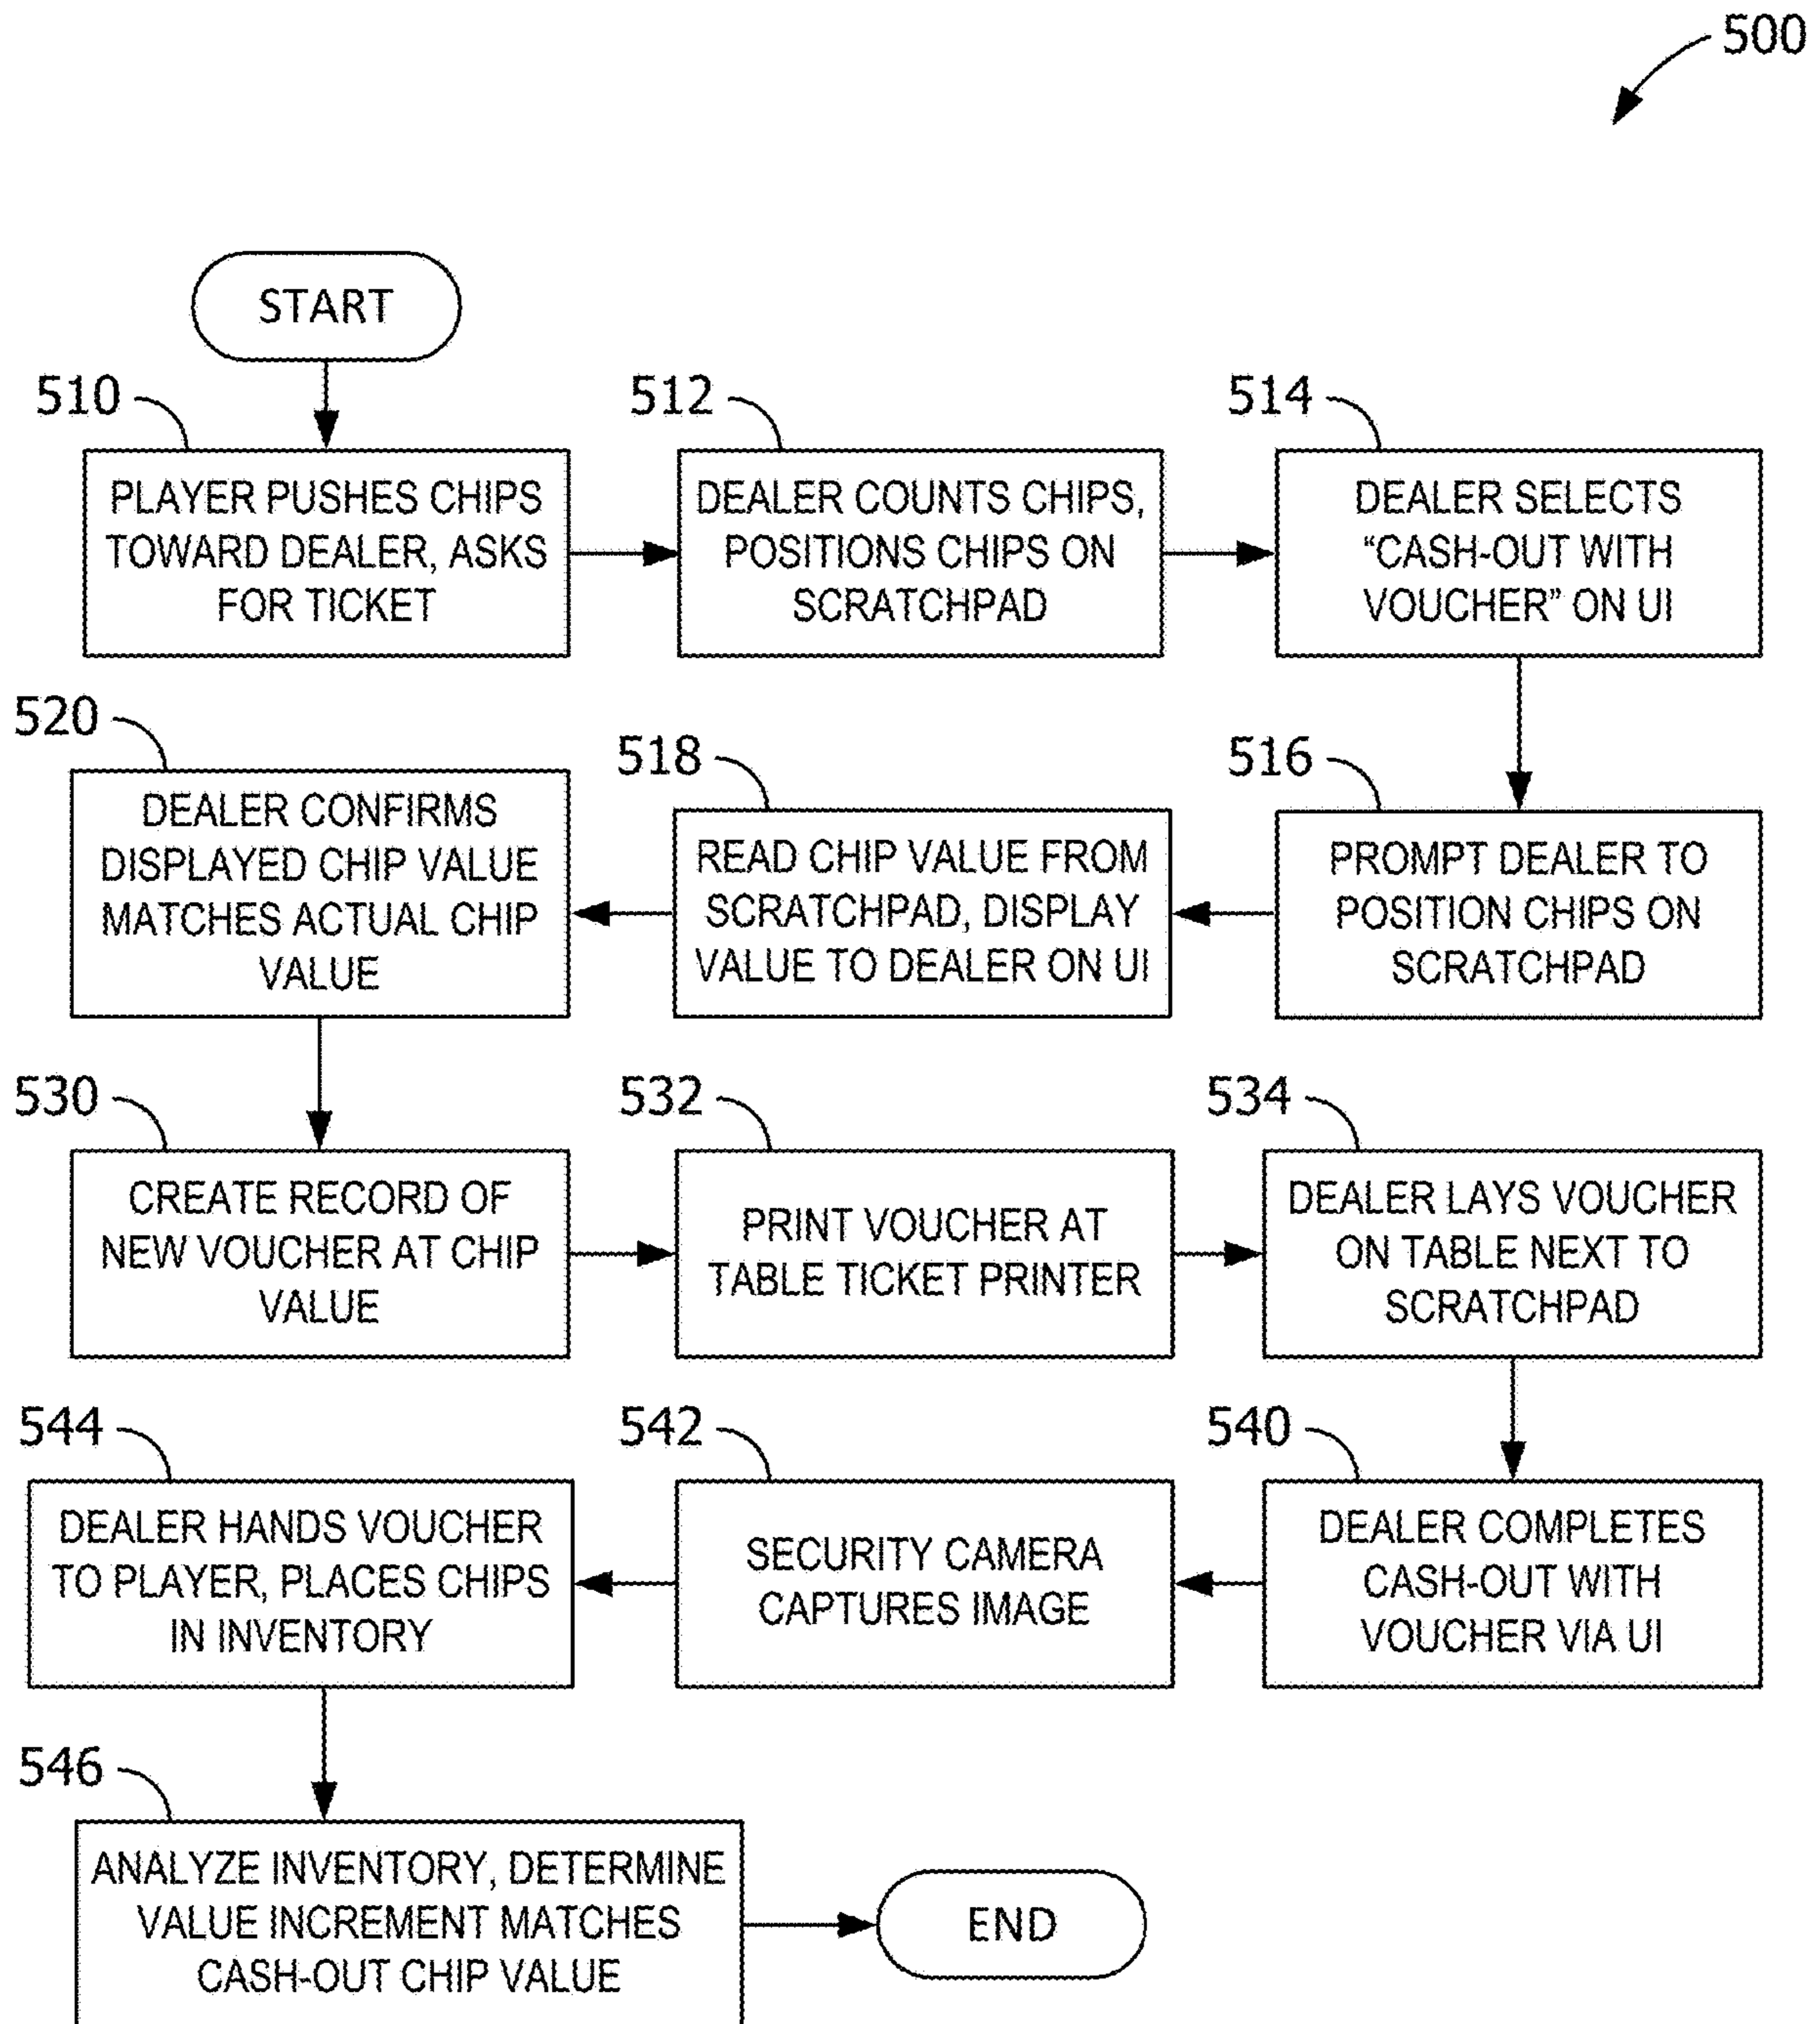 500
START
510
PLAYER PUSHES CHIPS
TOWARD DEALER, ASKS
FOR TICKET
512
DEALER COUNTS CHIPS,
POSITIONS CHIPS ON
SCRATCHPAD
514
DEALER SELECTS
“CASH-OUT WITH
VOUCHER” ON UI
516
PROMPT DEALER TO
POSITION CHIPS ON
SCRATCHPAD
518
READ CHIP VALUE FROM
SCRATCHPAD, DISPLAY
VALUE TO DEALER ON UI
520
DEALER CONFIRMS
DISPLAYED CHIP VALUE
MATCHES ACTUAL CHIP
VALUE
530
CREATE RECORD OF
NEW VOUCHER AT CHIP
VALUE
532
PRINT VOUCHER AT
TABLE TICKET PRINTER
534
DEALER LAYS VOUCHER
ON TABLE NEXT TO
SCRATCHPAD
540
DEALER COMPLETES
CASH-OUT WITH
VOUCHER VIA UI
542
SECURITY CAMERA
CAPTURES IMAGE
544
DEALER HANDS VOUCHER
TO PLAYER, PLACES CHIPS
IN INVENTORY
546
ANALYZE INVENTORY, DETERMINE
VALUE INCREMENT MATCHES
CASH-OUT CHIP VALUE
END